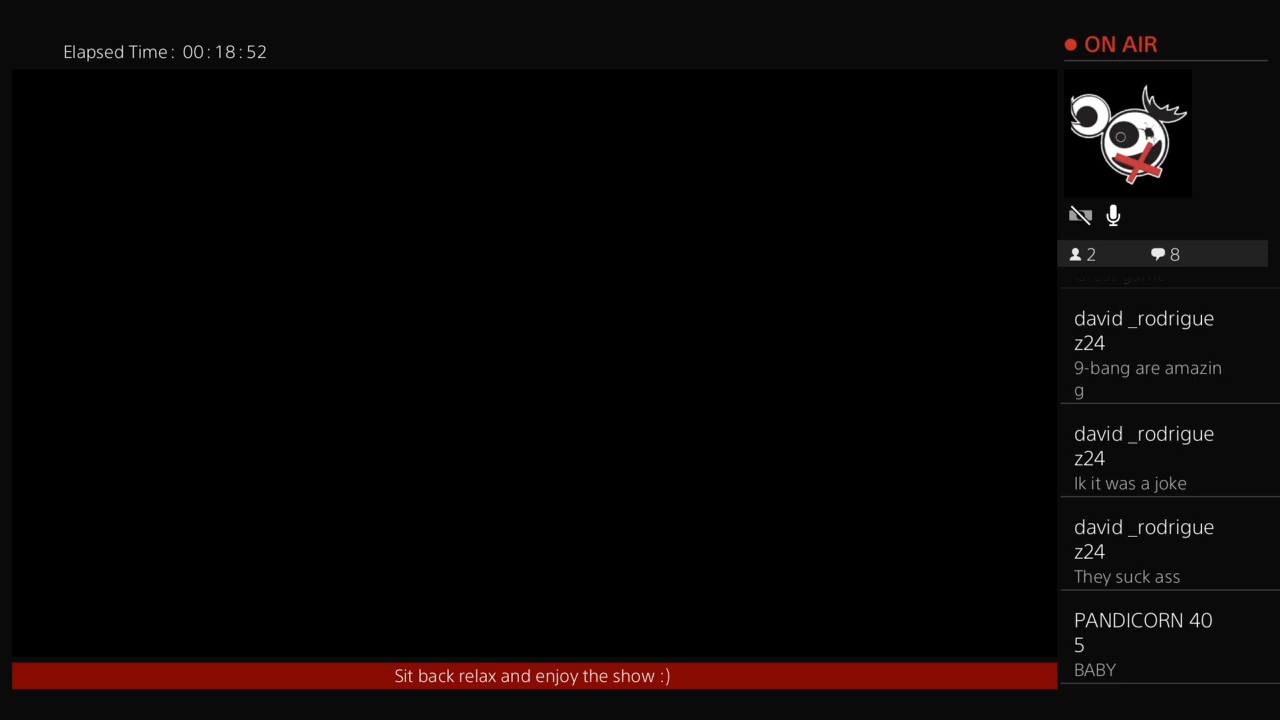 Elapsed Time: 00:18:52
ON AIR
2 8
david _rodrigue
z24
9-bang are amazin
g
david _rodrigue
z24
Ik it was a joke
david _rodrigue
z24
They suck ass
PANDICORN 40
5
BABY
Sit back relax and enjoy the show :)